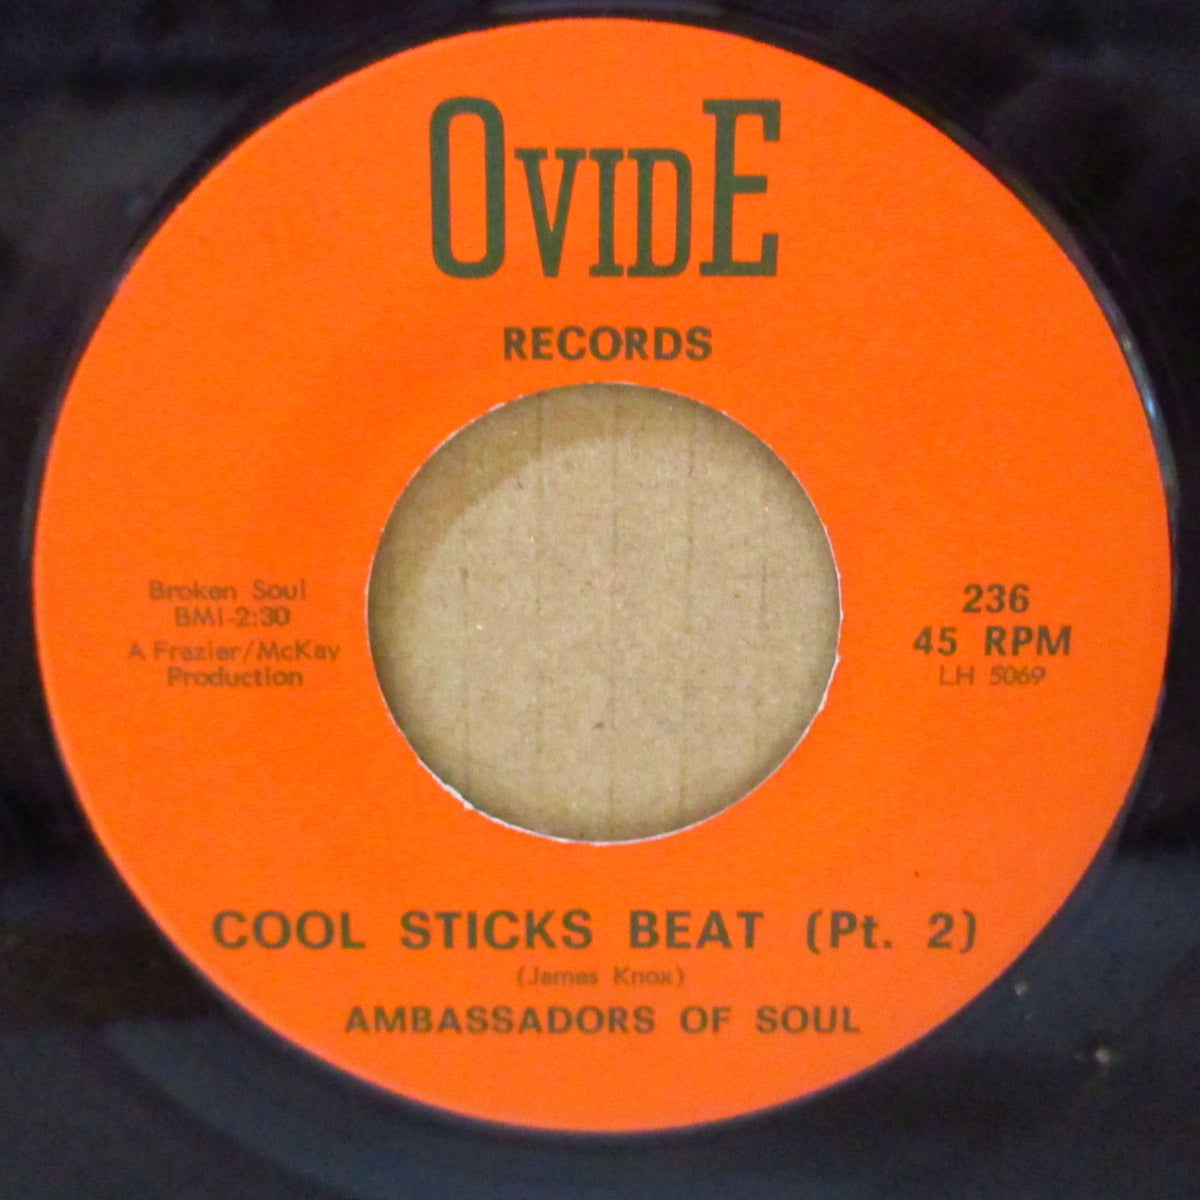 OVIDE
RECORDS
Broken Soul
BMI-2:30
A Frazier/McKay
Production
236
45 RPM
LH 5069
COOL STICKS BEAT (Pt. 2)
(James Knox)
AMBASSADORS OF SOUL